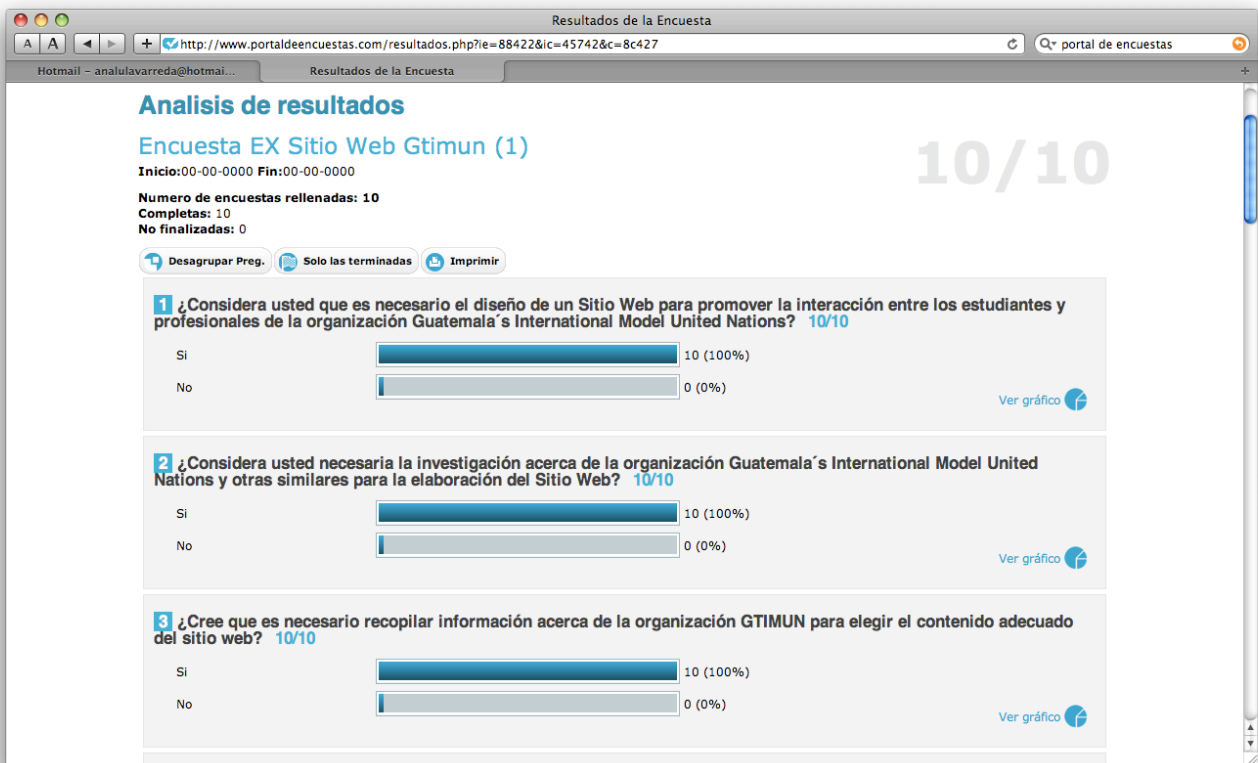 Resultados de la Encuesta
A A + http://www.portaldeencuestas.com/resultados.php?ie=88422&ic=45742&c=8c427 portal de encuestas
Hotmail – analulavarreda@hotmai... Resultados de la Encuesta +
Analisis de resultados
Encuesta EX Sitio Web Gtimun (1)
10/10
Inicio:00-00-0000 Fin:00-00-0000
Numero de encuestas rellenadas: 10
Completas: 10
No finalizadas: 0
Desagrupar Preg. Solo las terminadas Imprimir
1 ¿Considera usted que es necesario el diseño de un Sitio Web para promover la interacción entre los estudiantes y
profesionales de la organización Guatemala´s International Model United Nations? 10/10
Si 10 (100%)
No 0 (0%)
Ver gráfico
2 ¿Considera usted necesaria la investigación acerca de la organización Guatemala´s International Model United
Nations y otras similares para la elaboración del Sitio Web? 10/10
Si 10 (100%)
No 0 (0%)
Ver gráfico
3 ¿Cree que es necesario recopilar información acerca de la organización GTIMUN para elegir el contenido adecuado
del sitio web? 10/10
Si 10 (100%)
No 0 (0%)
Ver gráfico